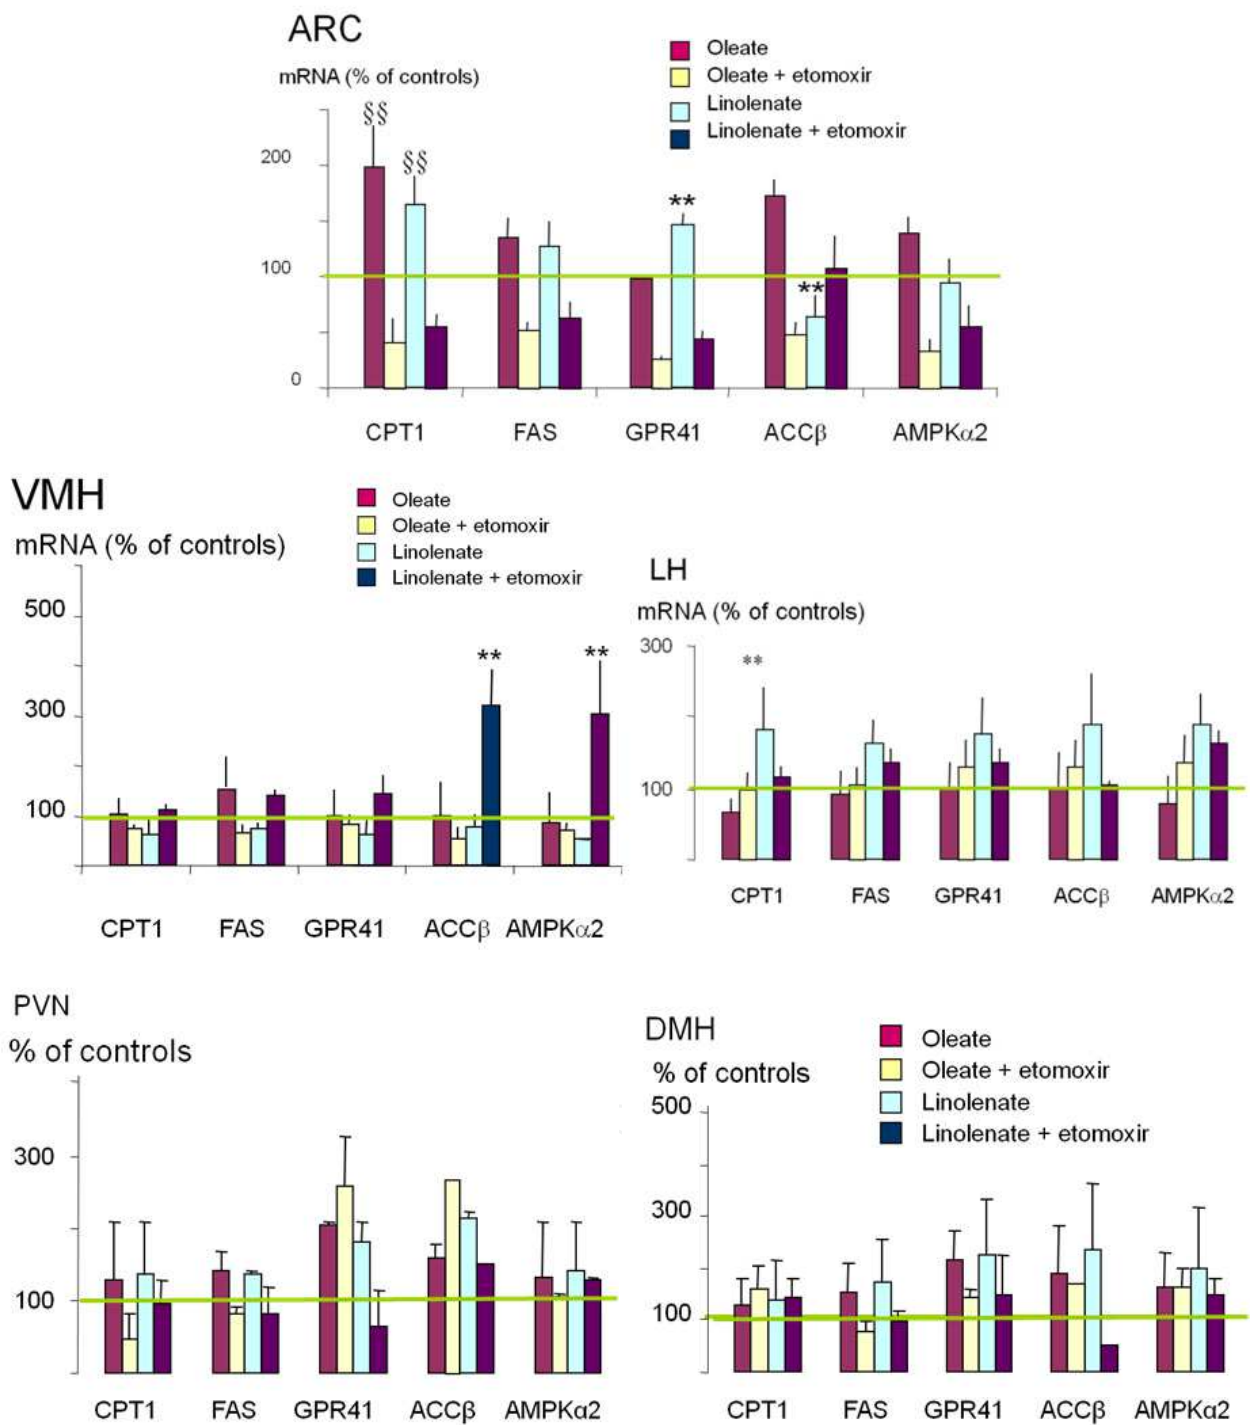 ARC
mRNA (% of controls)
Oleate
Oleate + etomoxir
Linolenate
Linolenate + etomoxir
§§
§§
**
**
200
100
0
CPT1 FAS GPR41 ACCβ AMPKα2
VMH
mRNA (% of controls)
Oleate
Oleate + etomoxir
Linolenate
Linolenate + etomoxir
500
300
100
**
**
CPT1 FAS GPR41 ACCβ AMPKα2
LH
mRNA (% of controls)
300
100
**
CPT1 FAS GPR41 ACCβ AMPKα2
PVN
% of controls
300
100
CPT1 FAS GPR41 ACCβ AMPKα2
DMH
% of controls
Oleate
Oleate + etomoxir
Linolenate
Linolenate + etomoxir
500
300
100
CPT1 FAS GPR41 ACCβ AMPKα2